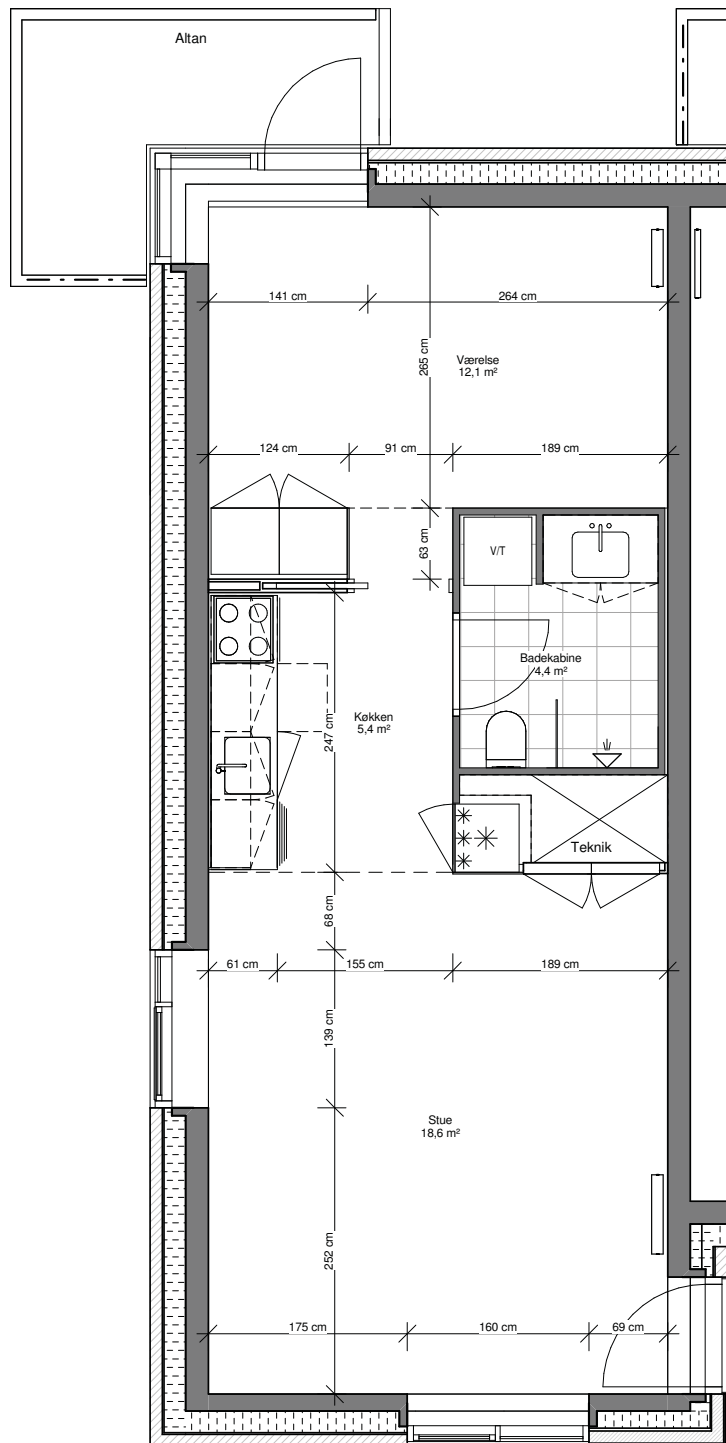 Altan
141 cm
264 cm
265 cm
Værelse
12,1 m²
124 cm
91 cm
189 cm
63 cm
V/T
Badekabine
4,4 m²
Køkken
5,4 m²
247 cm
Teknik
68 cm
61 cm
155 cm
189 cm
139 cm
Stue
18,6 m²
252 cm
175 cm
160 cm
69 cm